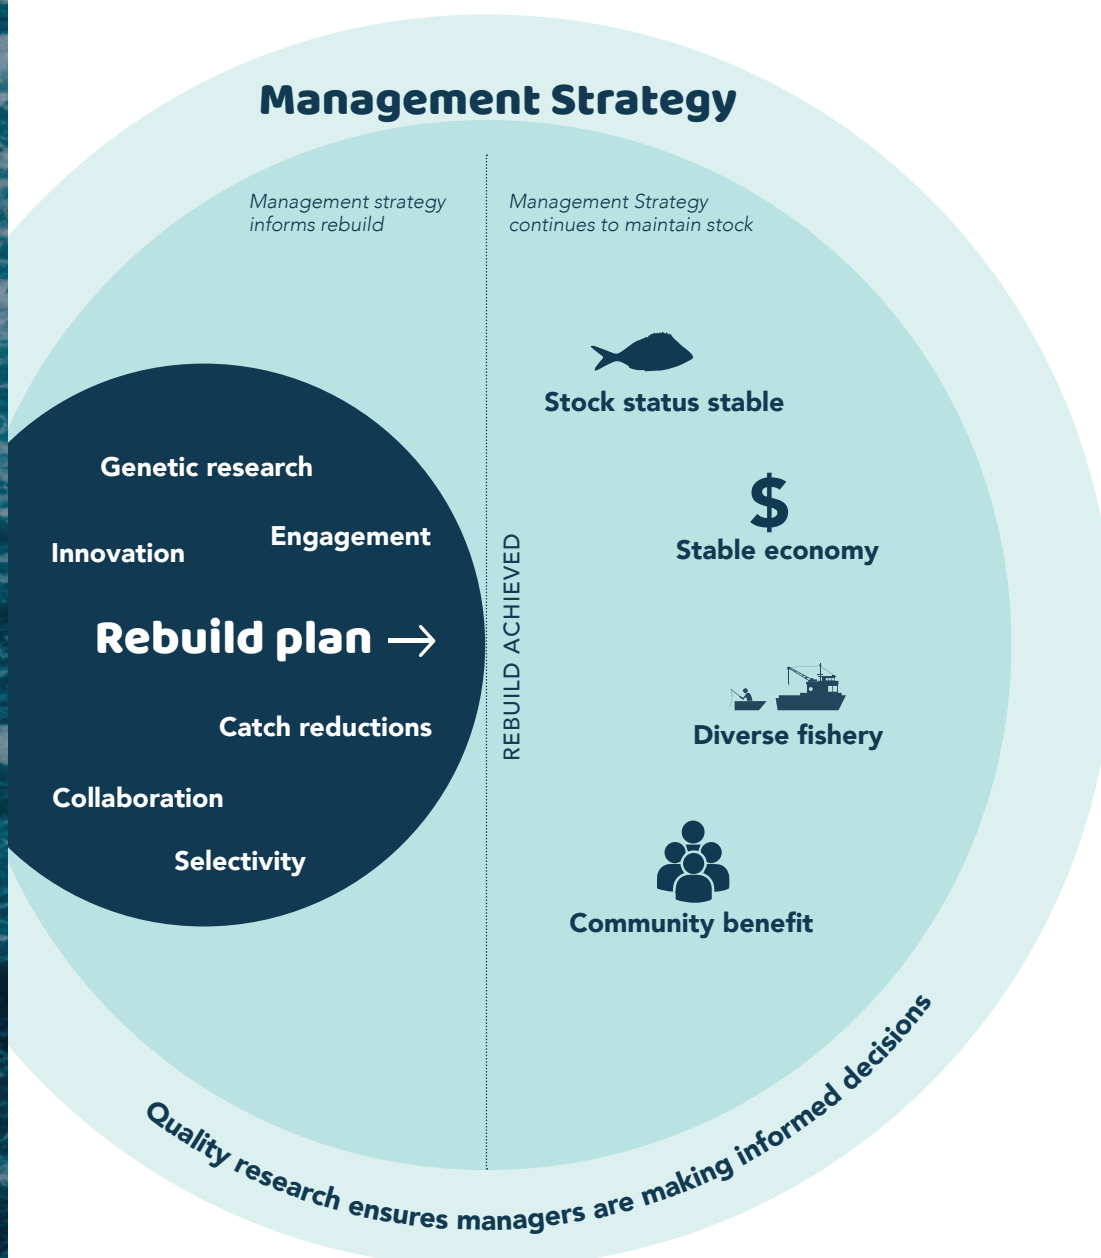 Management Strategy
Management strategy
informs rebuild
Management Strategy
continues to maintain stock
Stock status stable
Genetic research
Engagement
Innovation
$
Stable economy
Rebuild plan →
REBUILD ACHIEVED
Catch reductions
Diverse fishery
Collaboration
Selectivity
Community benefit
Quality research ensures managers are making informed decisions